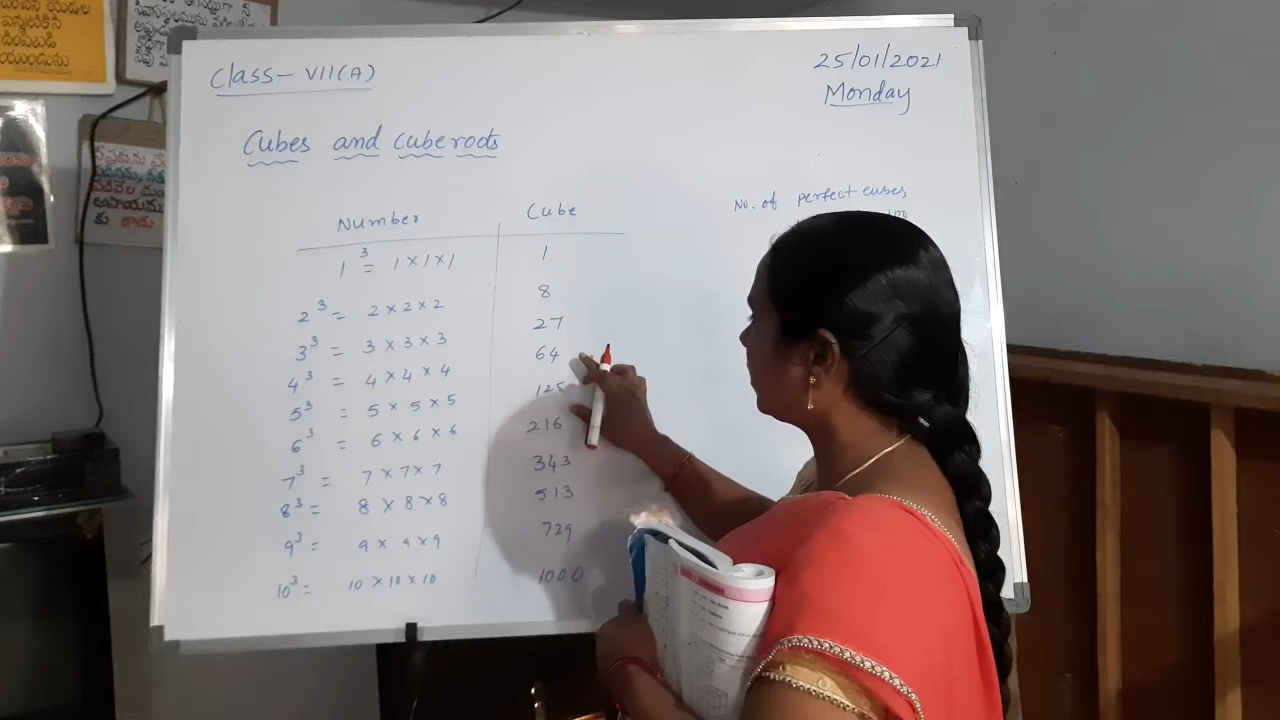 Class - VII(A)
25/01/2021
Monday
Cubes and Cuberoots
No. of perfect cubes
100
Number Cube
1³ = 1×1×1 1
2³ = 2×2×2 8
3³ = 3×3×3 27
4³ = 4×4×4 64
5³ = 5×5×5 125
6³ = 6×6×6 216
7³ = 7×7×7 343
8³ = 8×8×8 513
9³ = 9×9×9 729
10³ = 10×10×10 1000